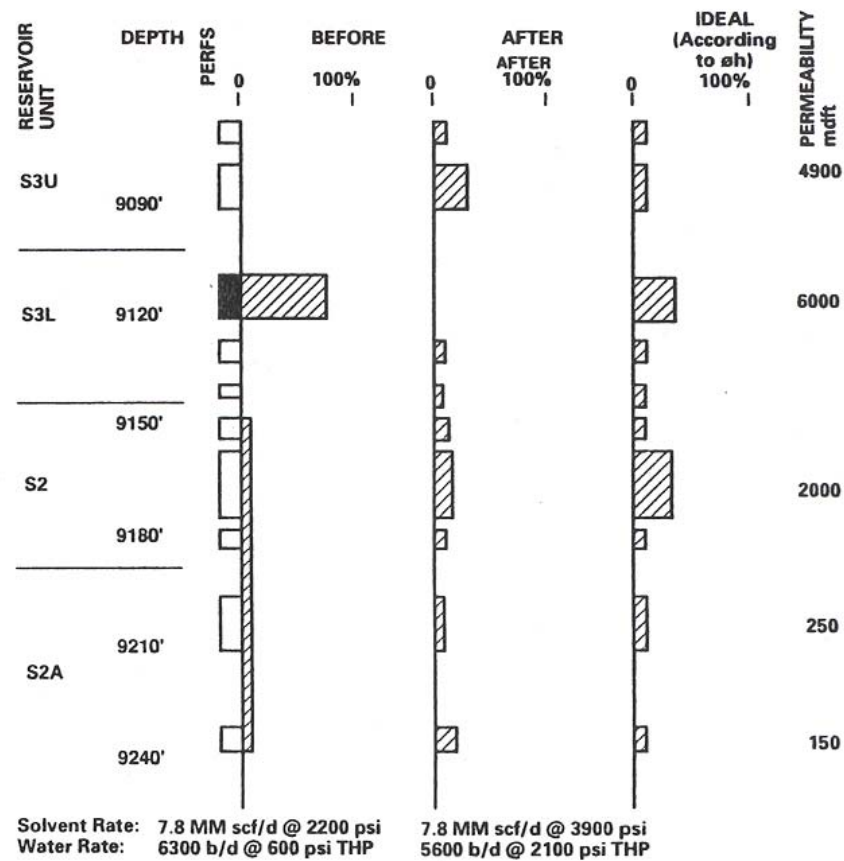 RESERVOIR UNIT
DEPTH
PERFS
BEFORE
AFTER
AFTER
IDEAL
(According
to øh)
PERMEABILITY
mdft
0 100%
0 100%
0 100%
S3U 4900
9090'
S3L 9120' 6000
9150'
S2 2000
9180'
9210' 250
S2A
9240' 150
Solvent Rate: 7.8 MM scf/d @ 2200 psi 7.8 MM scf/d @ 3900 psi
Water Rate: 6300 b/d @ 600 psi THP 5600 b/d @ 2100 psi THP